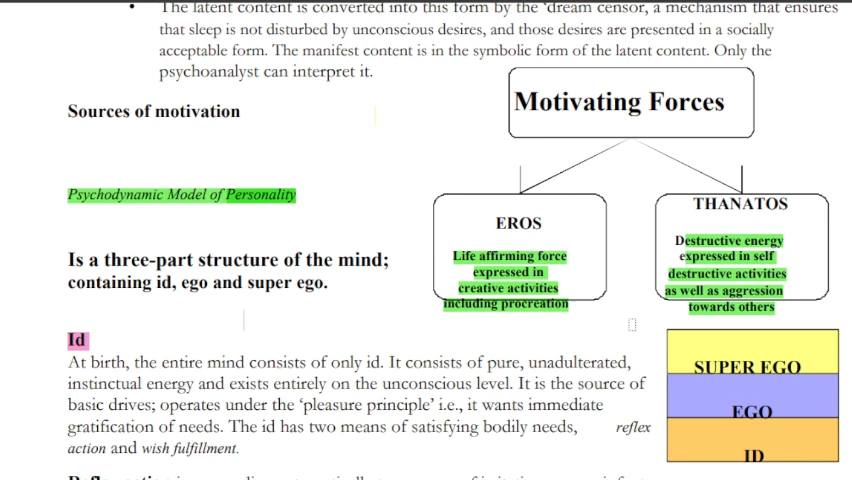 • The latent content is converted into this form by the 'dream censor, a mechanism that ensures
that sleep is not disturbed by unconscious desires, and those desires are presented in a socially
acceptable form. The manifest content is in the symbolic form of the latent content. Only the
psychoanalyst can interpret it.
Motivating Forces
Sources of motivation
Psychodynamic Model of Personality
EROS
Life affirming force
expressed in
creative activities
including procreation
THANATOS
Destructive energy
expressed in self
destructive activities
as well as aggression
towards others
Is a three-part structure of the mind;
containing id, ego and super ego.
Id
At birth, the entire mind consists of only id. It consists of pure, unadulterated,
instinctual energy and exists entirely on the unconscious level. It is the source of
basic drives; operates under the 'pleasure principle' i.e., it wants immediate
gratification of needs. The id has two means of satisfying bodily needs, reflex
action and wish fulfillment.
SUPER EGO
EGO
ID